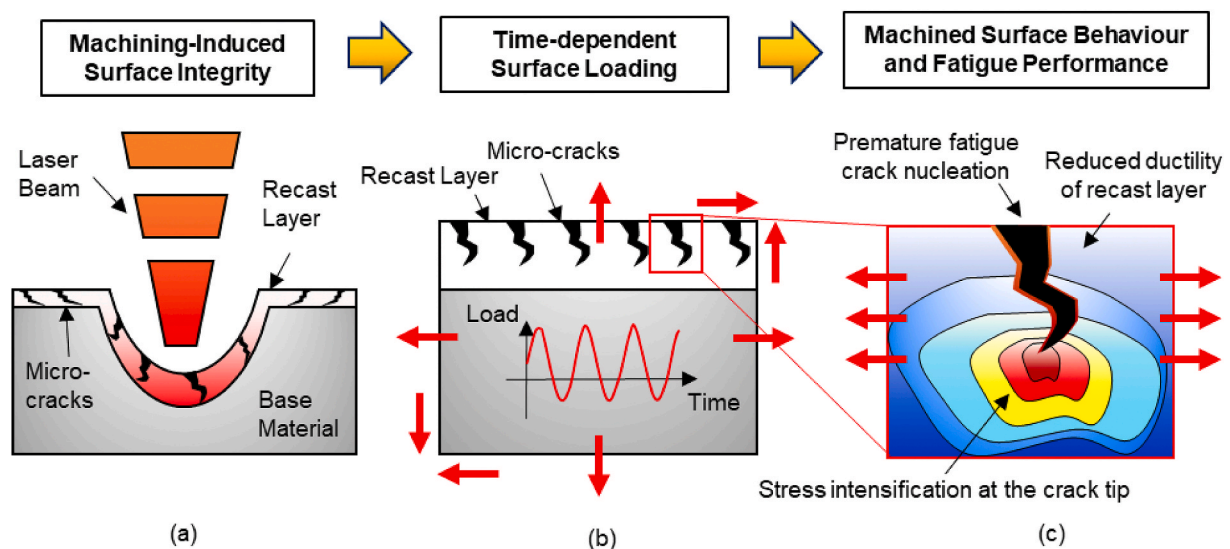 Machining-Induced
Surface Integrity
Time-dependent
Surface Loading
Machined Surface Behaviour
and Fatigue Performance
Laser
Beam
Recast
Layer
Micro-
cracks
Base
Material
(a)
Micro-cracks
Recast Layer
Load
Time
(b)
Premature fatigue
crack nucleation
Reduced ductility
of recast layer
Stress intensification at the crack tip
(c)